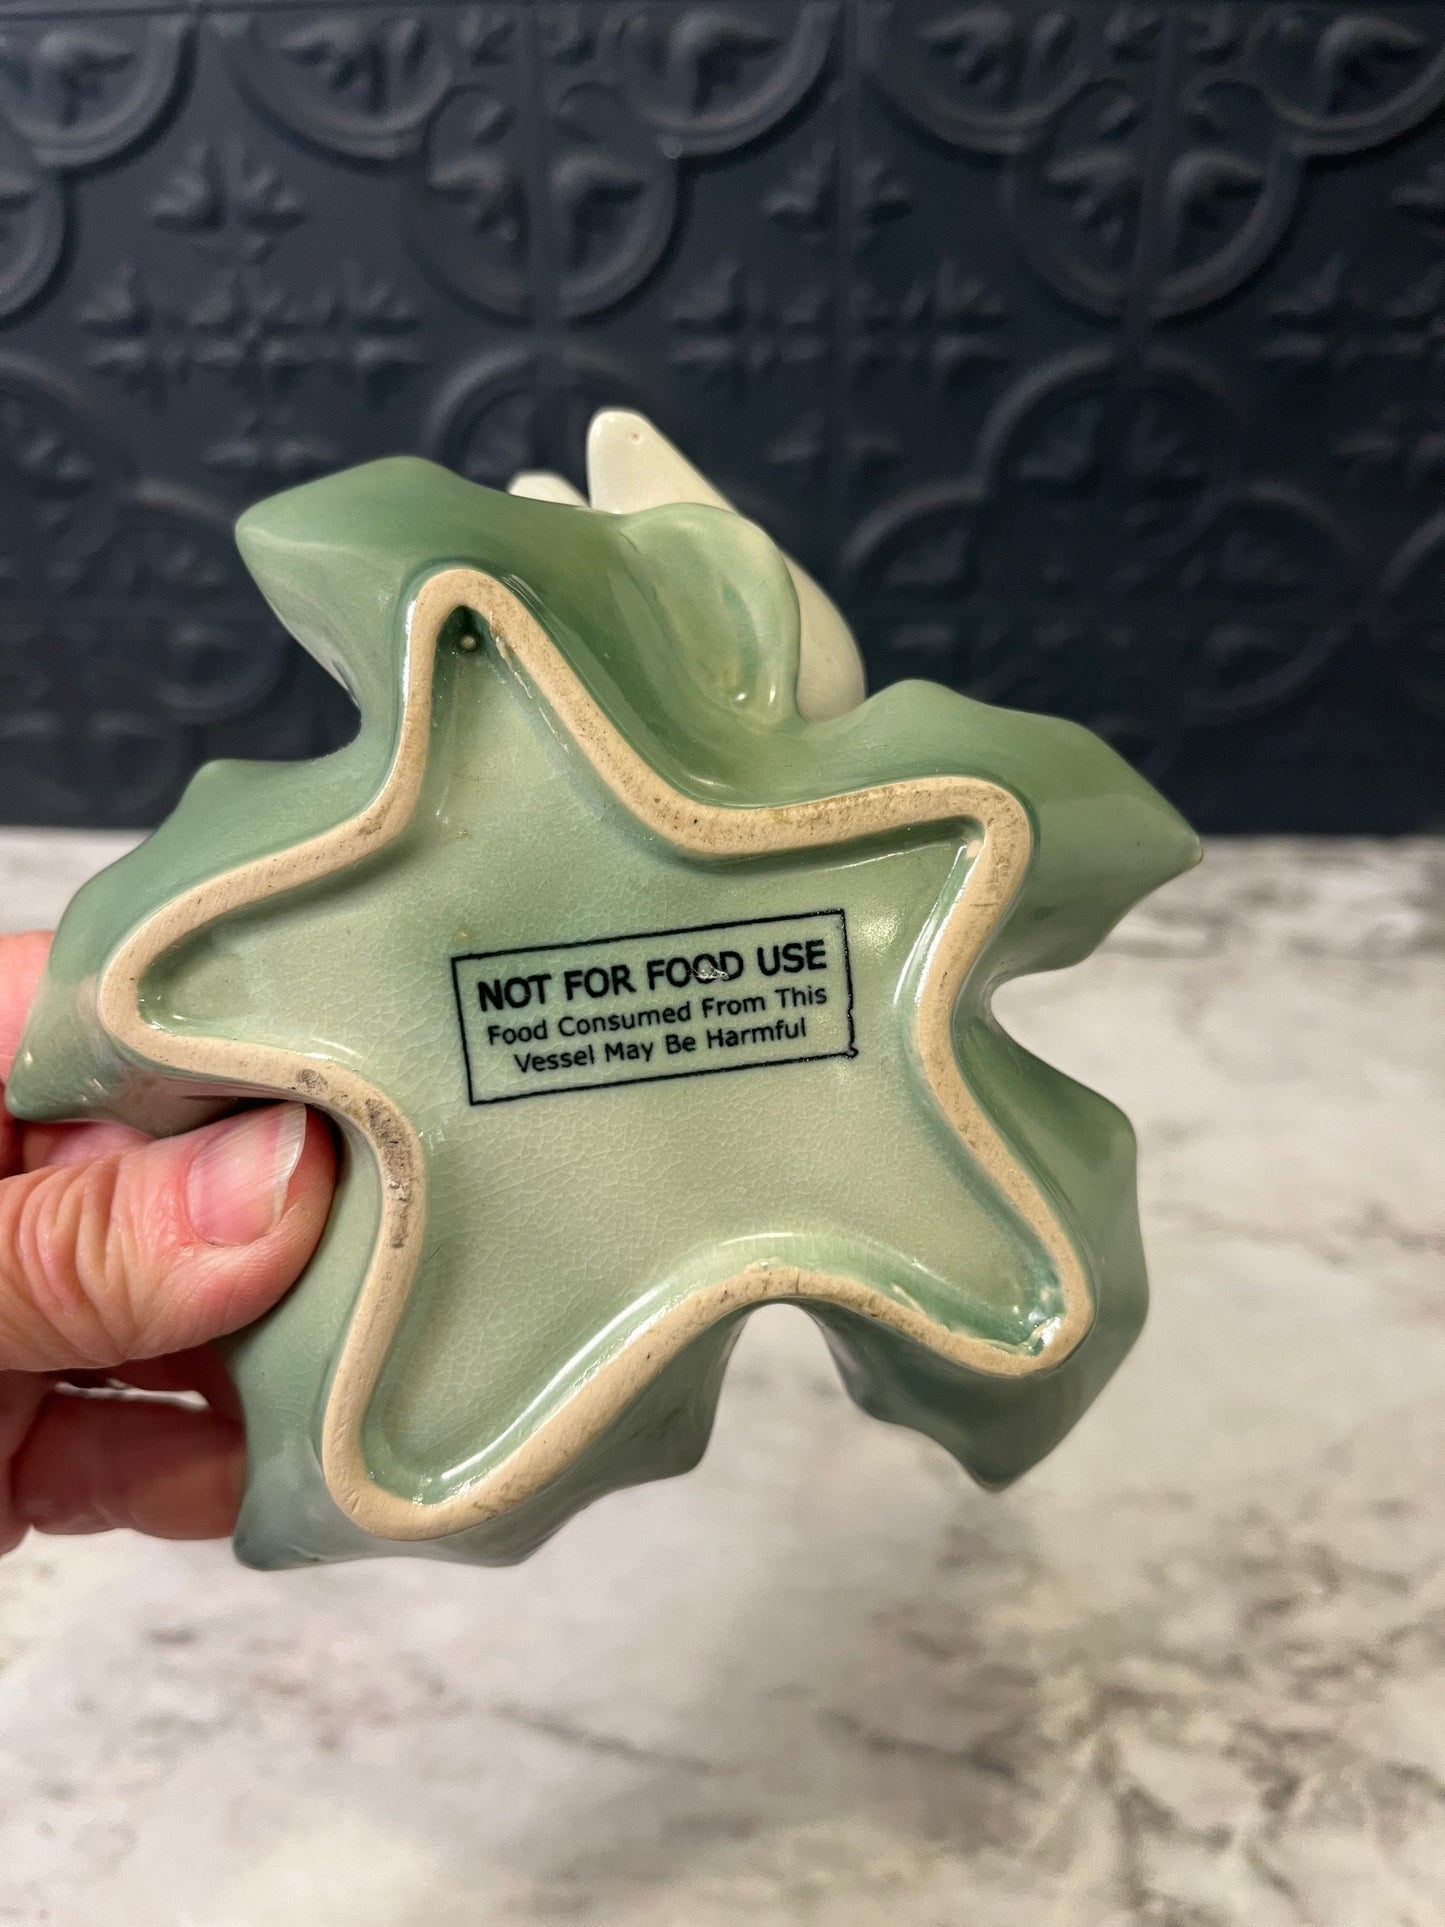 NOT FOR FOOD USE
Food Consumed From This
Vessel May Be Harmful